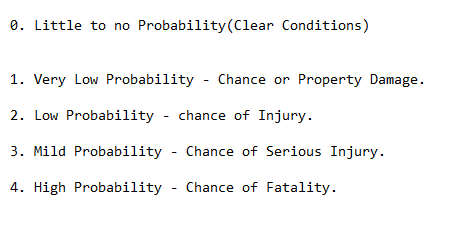 0. Little to no Probability(Clear Conditions)
1. Very Low Probability - Chance or Property Damage.
2. Low Probability - chance of Injury.
3. Mild Probability - Chance of Serious Injury.
4. High Probability - Chance of Fatality.